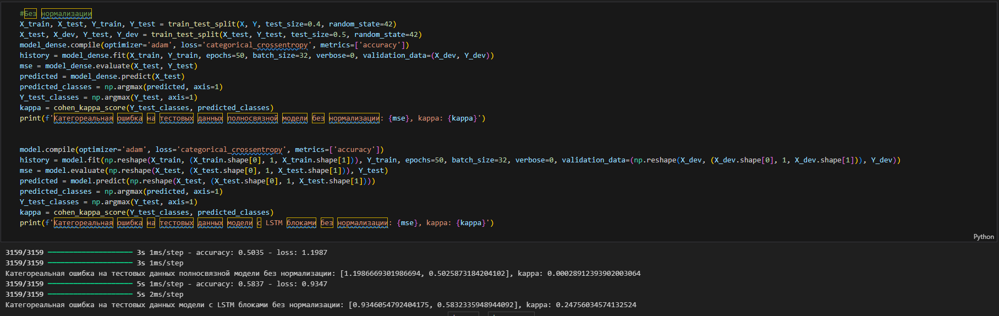 #Без нормализации
X_train, X_test, Y_train, Y_test = train_test_split(X, Y, test_size=0.4, random_state=42)
X_test, X_dev, Y_test, Y_dev = train_test_split(X_test, Y_test, test_size=0.5, random_state=42)
model_dense.compile(optimizer='adam', loss='categorical_crossentropy', metrics=['accuracy'])
history = model_dense.fit(X_train, Y_train, epochs=50, batch_size=32, verbose=0, validation_data=(X_dev, Y_dev))
mse = model_dense.evaluate(X_test, Y_test)
predicted = model_dense.predict(X_test)
predicted_classes = np.argmax(predicted, axis=1)
Y_test_classes = np.argmax(Y_test, axis=1)
kappa = cohen_kappa_score(Y_test_classes, predicted_classes)
print(f'Категореальная ошибка на тестовых данных полносвязной модели без нормализации: {mse}, kappa: {kappa}')
model.compile(optimizer='adam', loss='categorical_crossentropy', metrics=['accuracy'])
history = model.fit(np.reshape(X_train, (X_train.shape[0], 1, X_train.shape[1])), Y_train, epochs=50, batch_size=32, verbose=0, validation_data=(np.reshape(X_dev, (X_dev.shape[0], 1, X_dev.shape[1])), Y_dev))
mse = model.evaluate(np.reshape(X_test, (X_test.shape[0], 1, X_test.shape[1])), Y_test)
predicted = model.predict(np.reshape(X_test, (X_test.shape[0], 1, X_test.shape[1])))
predicted_classes = np.argmax(predicted, axis=1)
Y_test_classes = np.argmax(Y_test, axis=1)
kappa = cohen_kappa_score(Y_test_classes, predicted_classes)
print(f'Категореальная ошибка на тестовых данных модели с LSTM блоками без нормализации: {mse}, kappa: {kappa}')
Python
3159/3159 ━━━━━━━━━━━━━━━━━━━━ 3s 1ms/step - accuracy: 0.5035 - loss: 1.1987
3159/3159 ━━━━━━━━━━━━━━━━━━━━ 3s 1ms/step
Категореальная ошибка на тестовых данных полносвязной модели без нормализации: [1.1986669301986694, 0.5025873184204102], kappa: 0.00028912393902003064
3159/3159 ━━━━━━━━━━━━━━━━━━━━ 5s 1ms/step - accuracy: 0.5837 - loss: 0.9347
3159/3159 ━━━━━━━━━━━━━━━━━━━━ 5s 2ms/step
Категореальная ошибка на тестовых данных модели с LSTM блоками без нормализации: [0.9346054792404175, 0.5832335948944092], kappa: 0.24756034574132524